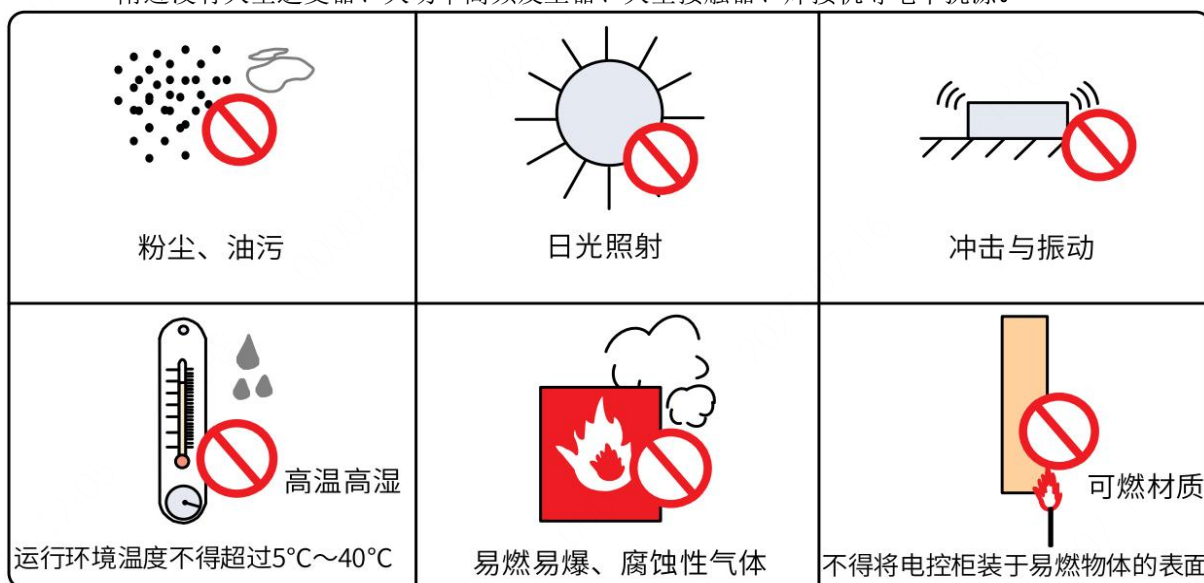 粉尘、油污
日光照射
冲击与振动
高温高湿
运行环境温度不得超过5℃～40℃
易燃易爆、腐蚀性气体
可燃材质
不得将电控柜装于易燃物体的表面